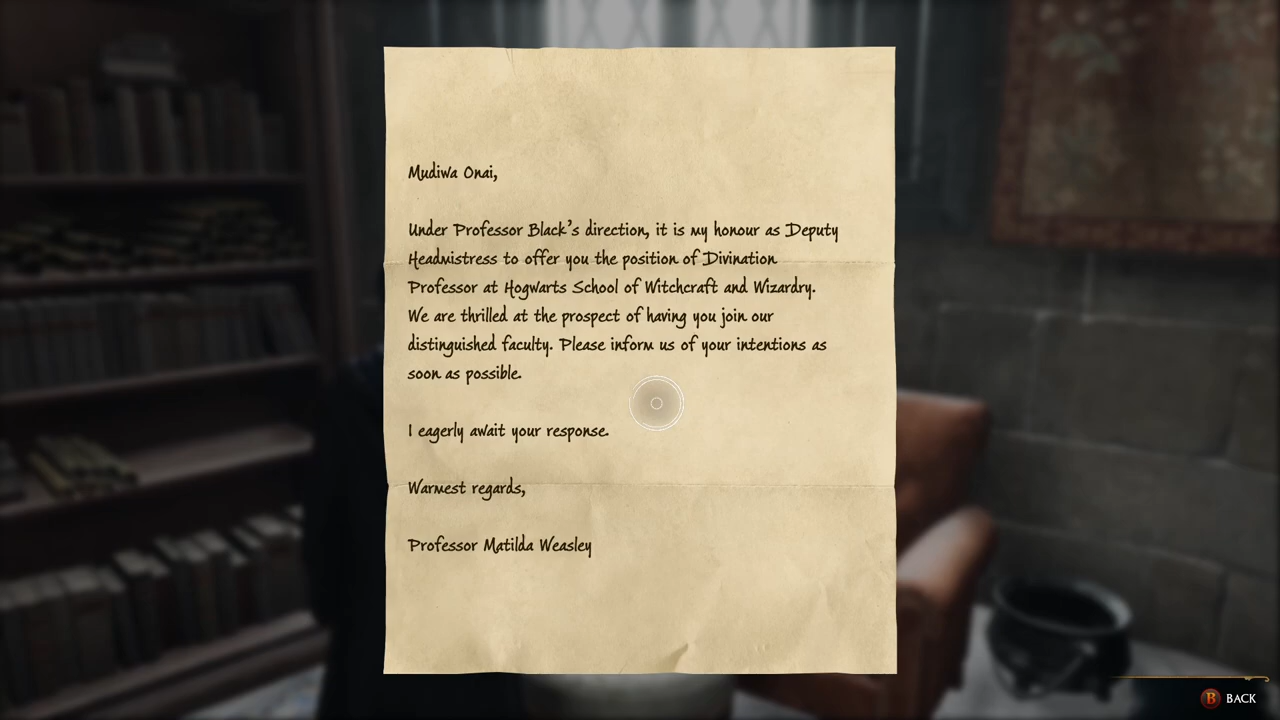 Mudiwa Onai,
Under Professor Black's direction, it is my honour as Deputy
Headmistress to offer you the position of Divination
Professor at Hogwarts School of Witchcraft and Wizardry.
We are thrilled at the prospect of having you join our
distinguished faculty. Please inform us of your intentions as
soon as possible.
I eagerly await your response.
Warmest regards,
Professor Matilda Weasley
B BACK